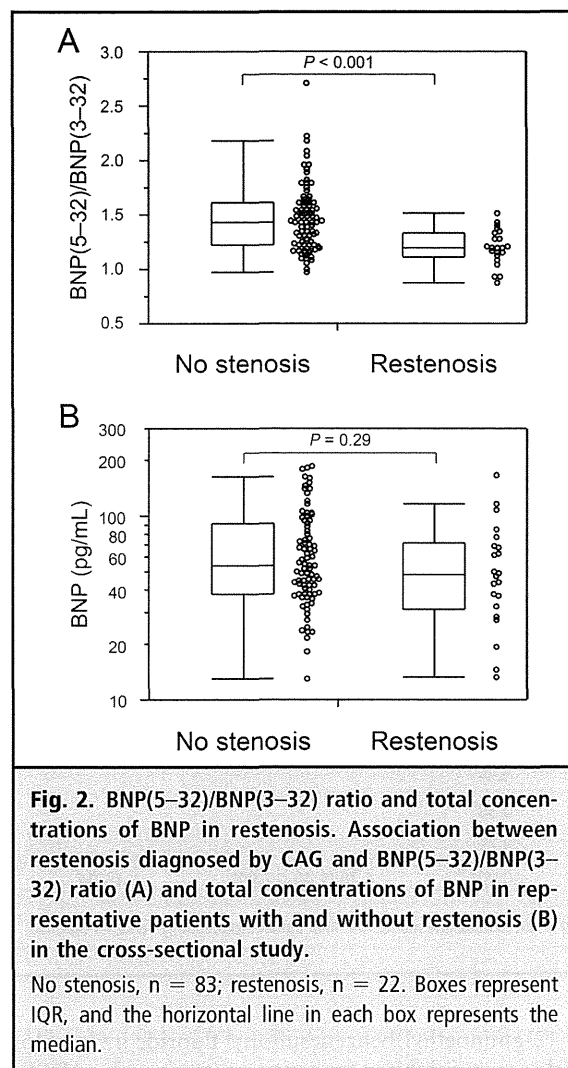 A
3.0
P < 0.001
2.5
2.0
1.5
1.0
0.5
BNP(5–32)/BNP(3–32)
No stenosis Restenosis
B
300
P = 0.29
200
100
80
60
40
20
10
BNP (pg/mL)
No stenosis Restenosis
Fig. 2. BNP(5–32)/BNP(3–32) ratio and total concen-
trations of BNP in restenosis. Association between
restenosis diagnosed by CAG and BNP(5–32)/BNP(3–
32) ratio (A) and total concentrations of BNP in rep-
resentative patients with and without restenosis (B)
in the cross-sectional study.
No stenosis, n = 83; restenosis, n = 22. Boxes represent
IQR, and the horizontal line in each box represents the
median.